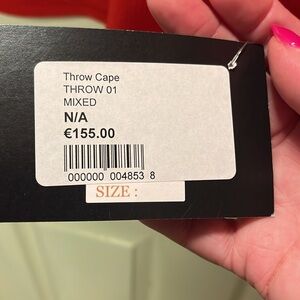 Throw Cape
THROW 01
MIXED
N/A
€155.00
000000 004853 8
SIZE :